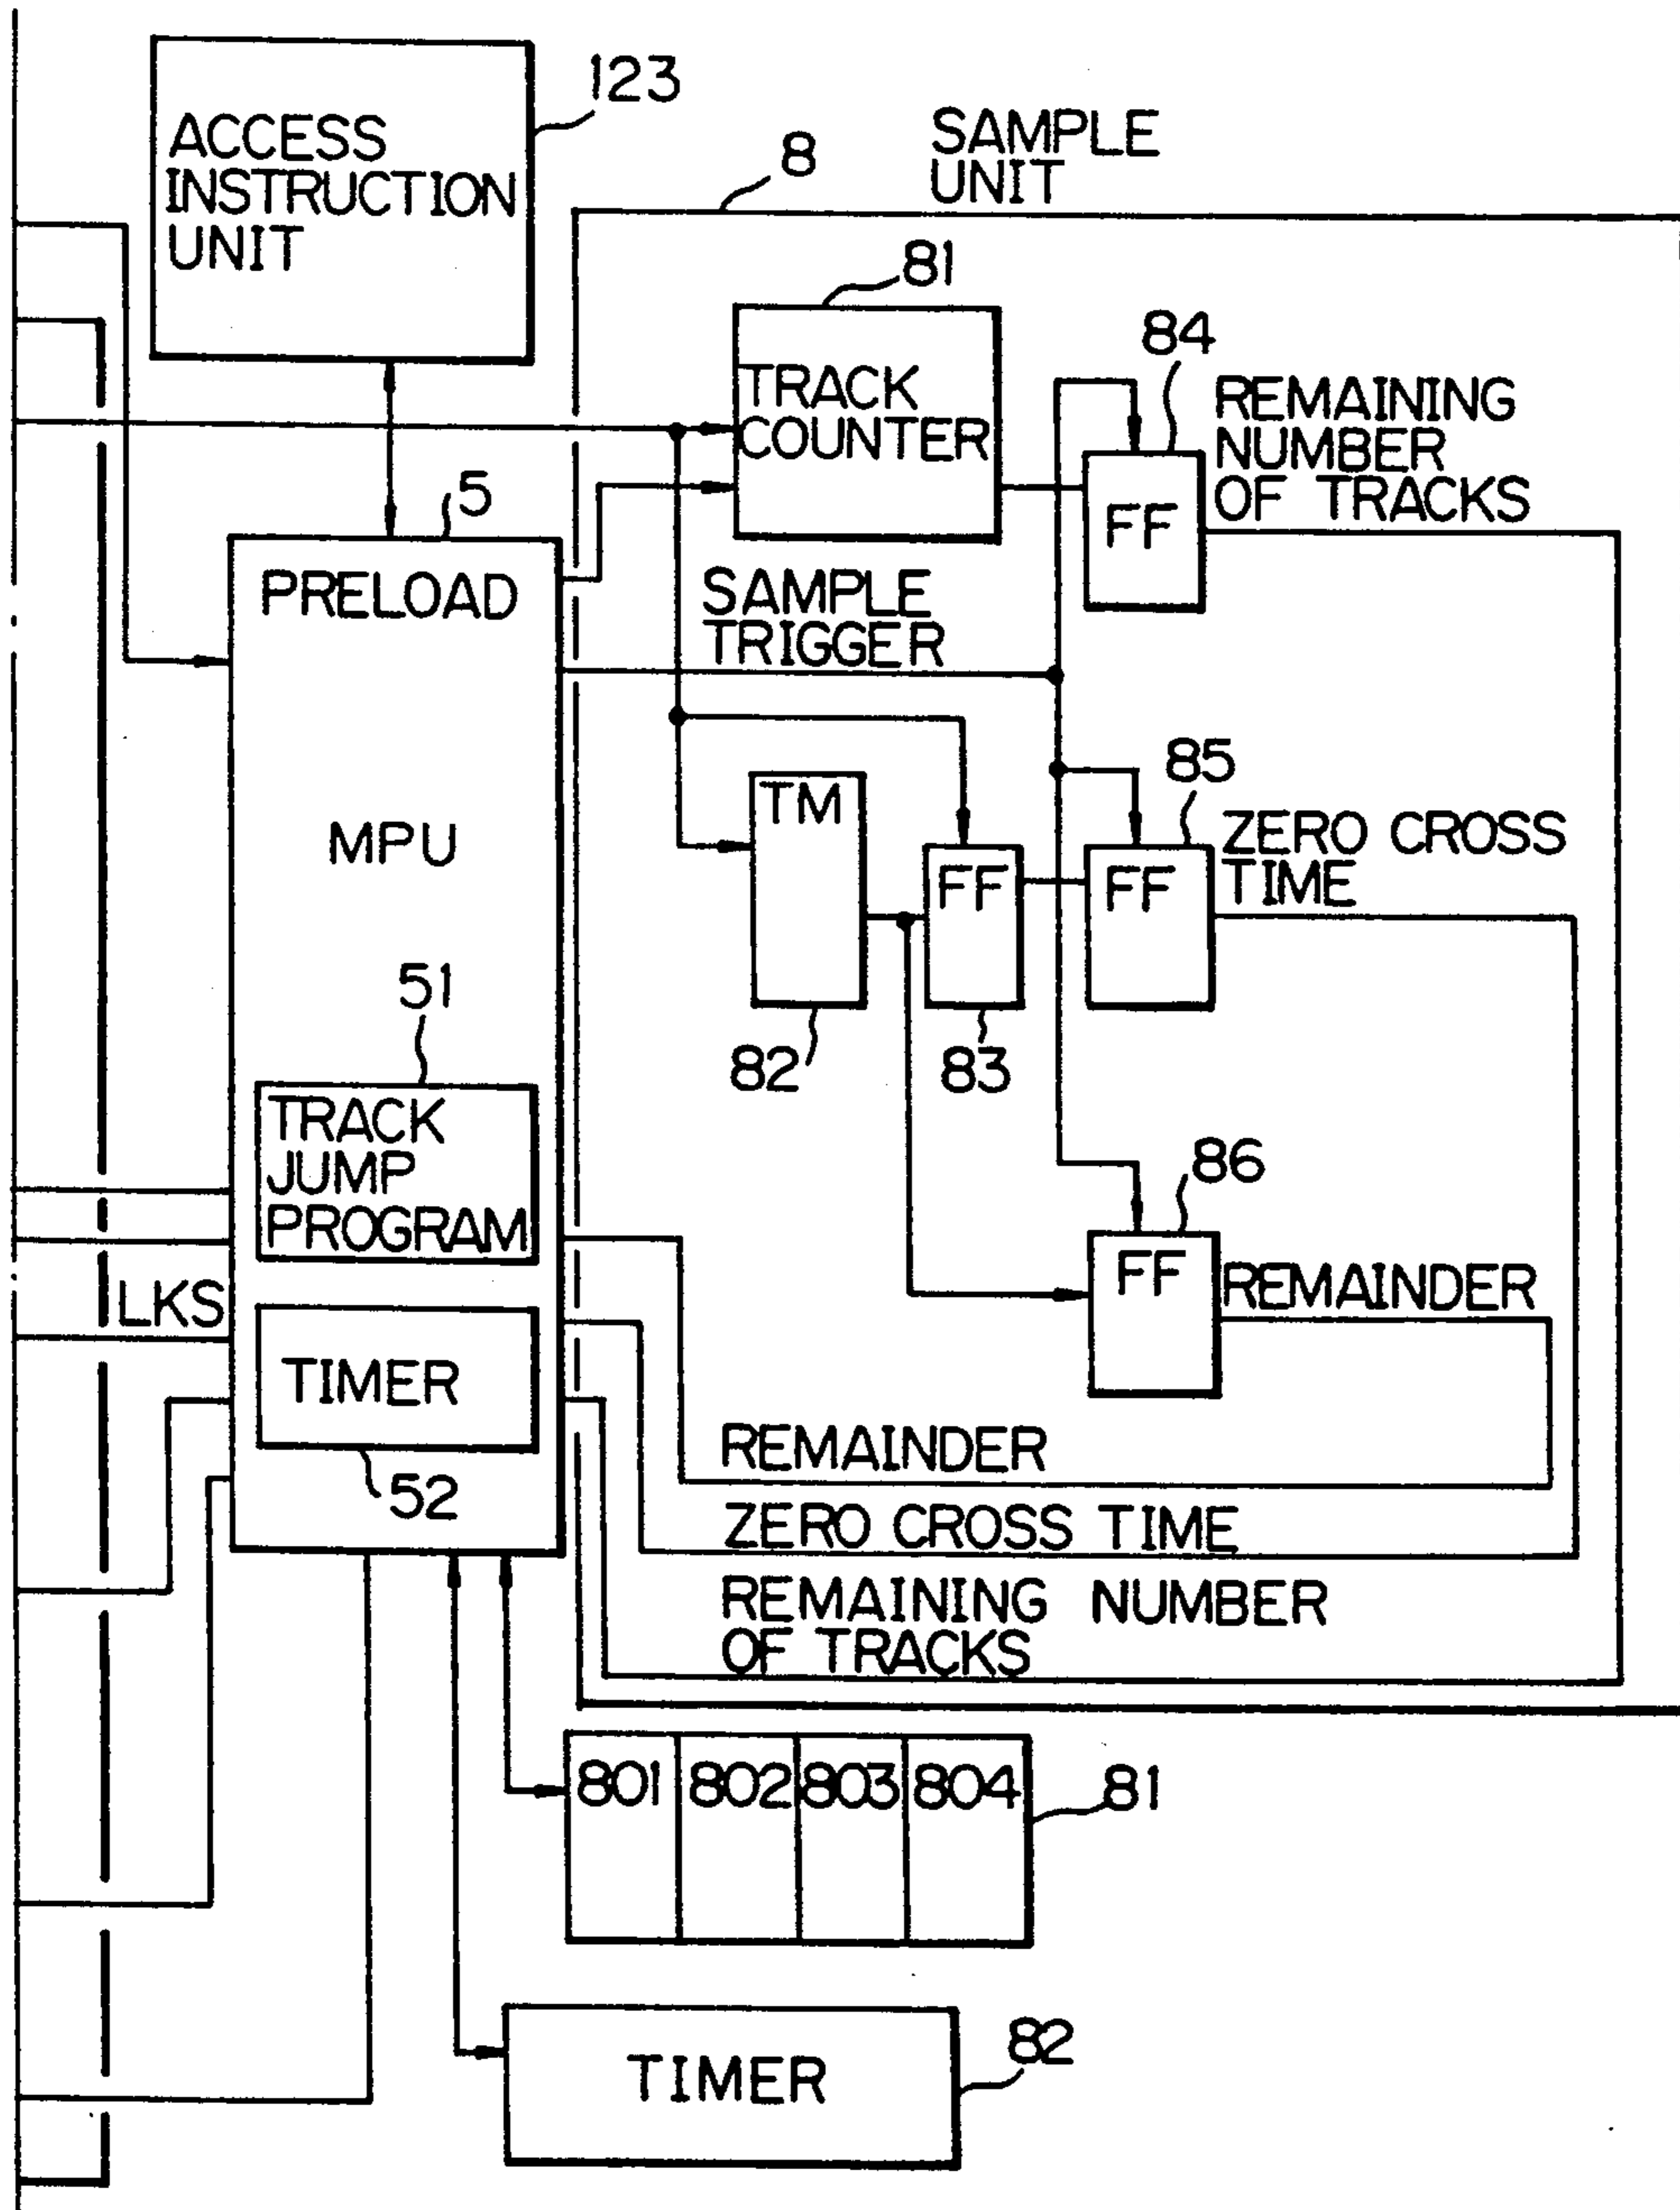 123
ACCESS
INSTRUCTION
UNIT
8
SAMPLE
UNIT
81
TRACK
COUNTER
84
FF
REMAINING
NUMBER
OF TRACKS
5
PRELOAD
SAMPLE
TRIGGER
MPU
TM
82
FF
83
85
FF
ZERO CROSS
TIME
51
TRACK
JUMP
PROGRAM
86
FF
REMAINDER
LKS
TIMER
52
REMAINDER
ZERO CROSS TIME
REMAINING NUMBER
OF TRACKS
801 802 803 804
81
TIMER
82